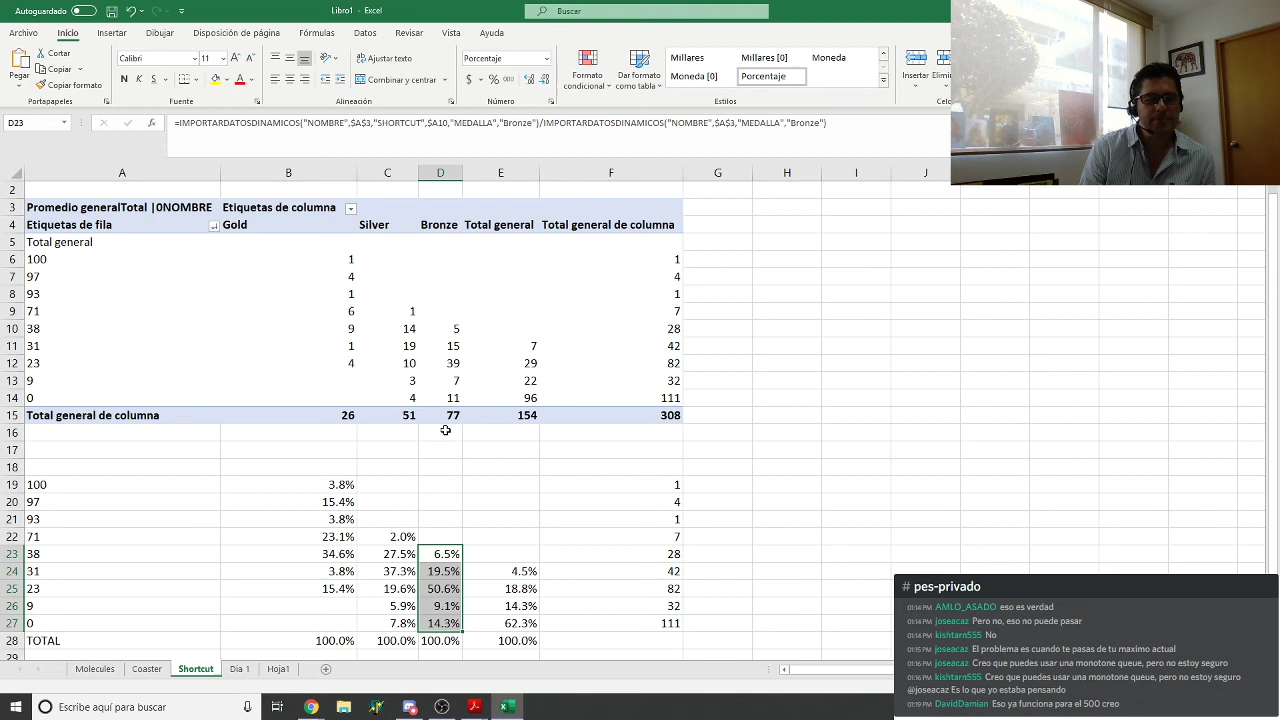 Autoguardado
Libro1 - Excel
Buscar
Archivo Inicio Insertar Dibujar Disposición de página Fórmulas Datos Revisar Vista Ayuda
Pegar
Cortar
Copiar
Copiar formato
Portapapeles
Calibri 11
N K S
Fuente
Ajustar texto
Combinar y centrar
Alineación
Porcentaje
$ % 000
Número
Formato condicional
Dar formato como tabla
Millares Millares [0] Moneda
Moneda [0] Porcentaje
Estilos
Insertar Eliminar
D23
=IMPORTARDATOSDINAMICOS("NOMBRE",$A$3,"SHORTCUT",$A10,"MEDALLA","Bronze")/IMPORTARDATOSDINAMICOS("NOMBRE",$A$3,"MEDALLA","Bronze")
A B C D E F G H I J
2
3 Promedio generalTotal |0NOMBRE Etiquetas de columna
4 Etiquetas de fila Gold Silver Bronze Total general Total general de columna
5 Total general
6 100 1 1
7 97 4 4
8 93 1 1
9 71 6 1 7
10 38 9 14 5 28
11 31 1 19 15 7 42
12 23 4 10 39 29 82
13 9 3 7 22 32
14 0 4 11 96 111
15 Total general de columna 26 51 77 154 308
16
17
18
19 100 3.8% 1
20 97 15.4% 4
21 93 3.8% 1
22 71 23.1% 2.0% 7
23 38 34.6% 27.5% 6.5% 28
24 31 3.8% 37.3% 19.5% 4.5% 42
25 23 15.4% 19.6% 50.6% 18.8% 82
26 9 5.9% 9.1% 14.3% 32
27 0 7.8% 14.3% 62.3% 111
28 TOTAL 100.0% 100.0% 100.0% 100.0%
29
Molecules Coaster Shortcut Dia 1 Hoja1
Escribe aquí para buscar
# pes-privado
01:14 PM AMLO_ASADO eso es verdad
01:14 PM joseacaz Pero no, eso no puede pasar
01:14 PM kishtarn555 No
01:15 PM joseacaz El problema es cuando te pasas de tu maximo actual
01:16 PM joseacaz Creo que puedes usar una monotone queue, pero no estoy seguro
01:16 PM kishtarn555 Creo que puedes usar una monotone queue, pero no estoy seguro
@joseacaz Es lo que yo estaba pensando
01:19 PM DavidDamian Eso ya funciona para el 500 creo